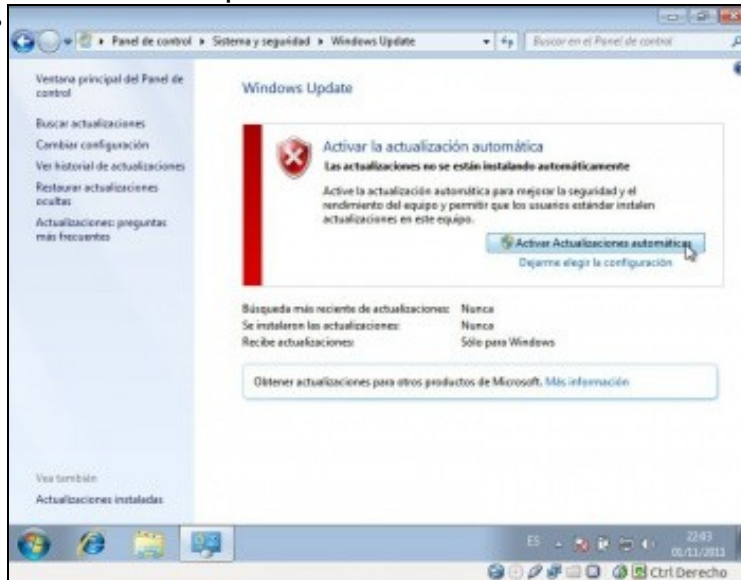 Panel de control ▸ Sistema y seguridad ▸ Windows Update
Buscar en el Panel de control
Ventana principal del Panel de
control
Buscar actualizaciones
Cambiar configuración
Ver historial de actualizaciones
Restaurar actualizaciones
ocultas
Actualizaciones: preguntas
más frecuentes
Vea también
Actualizaciones instaladas
Windows Update
Activar la actualización automática
Las actualizaciones no se están instalando automáticamente
Active la actualización automática para mejorar la seguridad y el
rendimiento del equipo y permitir que los usuarios estándar instalen
actualizaciones en este equipo.
Activar Actualizaciones automáticas
Dejarme elegir la configuración
Búsqueda más reciente de actualizaciones: Nunca
Se instalaron las actualizaciones: Nunca
Recibe actualizaciones: Sólo para Windows
Obtener actualizaciones para otros productos de Microsoft. Más información
ES
22:43
01/11/2011
Ctrl Derecho